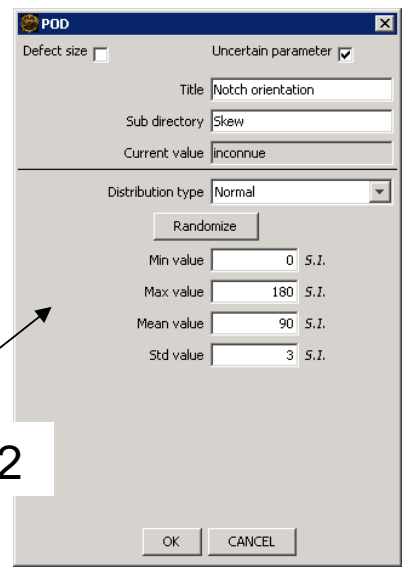 POD
Defect size Uncertain parameter
Title Notch orientation
Sub directory Skew
Current value inconnue
Distribution type Normal
Randomize
Min value 0 S.I.
Max value 180 S.I.
Mean value 90 S.I.
Std value 3 S.I.
2
OK CANCEL